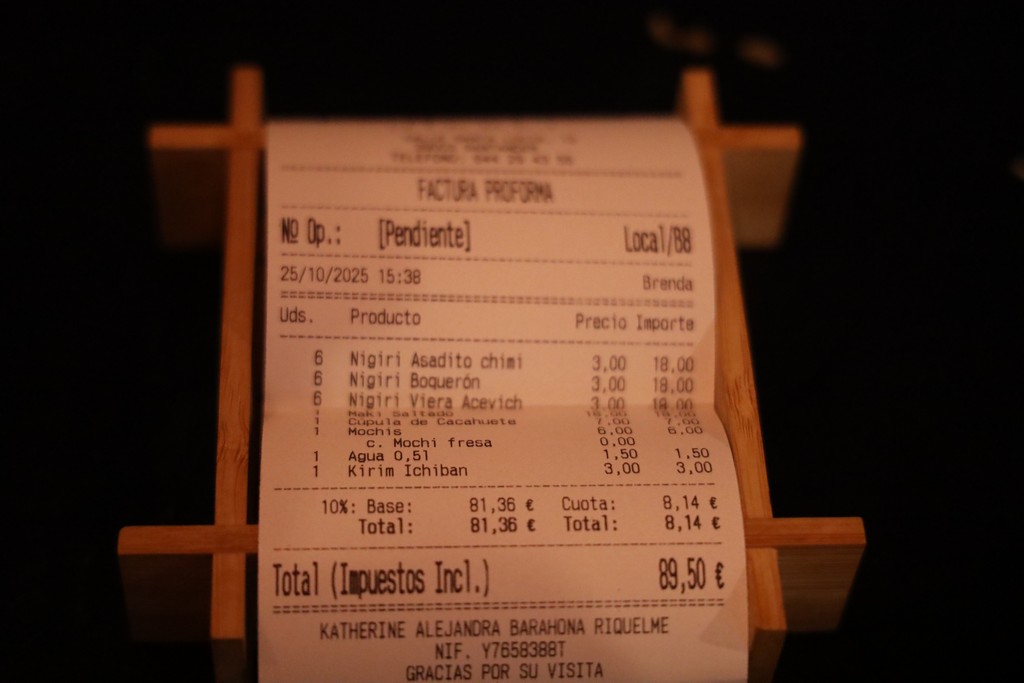 TELEFONO:
FACTURA PROFORMA
Nº Op.: [Pendiente] Local/B8
25/10/2025 15:38 Brenda
Uds. Producto Precio Importe
6 Nigiri Asadito chimi 3,00 18,00
6 Nigiri Boquerón 3,00 18,00
6 Nigiri Viera Acevich 3,00 18,00
1 Maki Saltado
1 Cúpula de Cacahuete 7,00 7,00
1 Mochis 6,00 6,00
c. Mochi fresa 0,00
1 Agua 0,5l 1,50 1,50
1 Kirim Ichiban 3,00 3,00
10%: Base: 81,36 € Cuota: 8,14 €
Total: 81,36 € Total: 8,14 €
Total (Impuestos Incl.) 89,50 €
KATHERINE ALEJANDRA BARAHONA RIQUELME
NIF. Y7658388T
GRACIAS POR SU VISITA